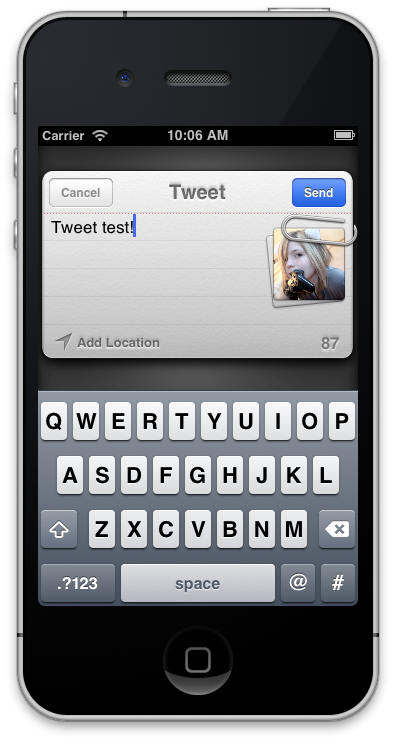 Carrier 10:06 AM
Cancel Tweet Send
Tweet test!
Add Location 87
Q W E R T Y U I O P
A S D F G H J K L
Z X C V B N M
.?123 space @ #